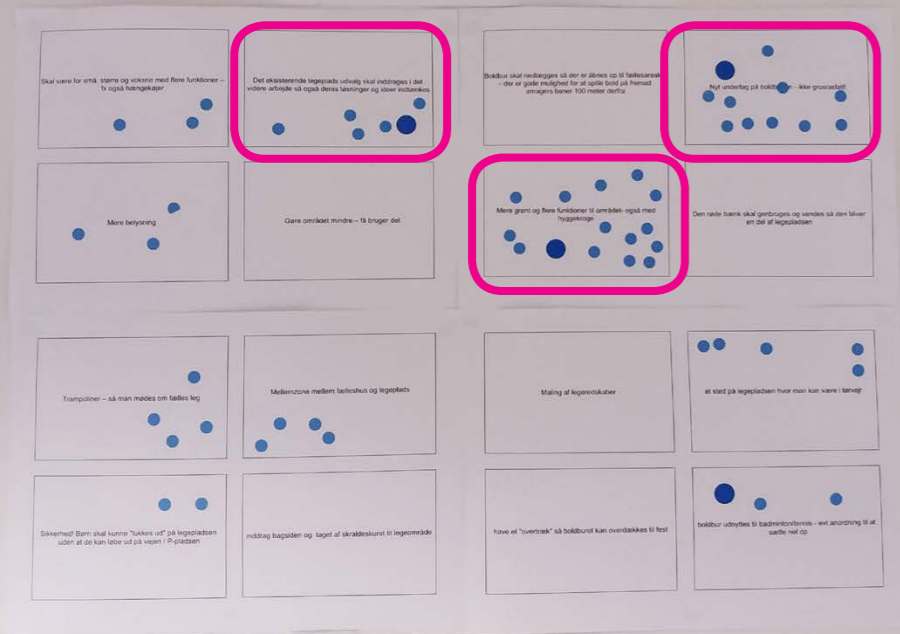 Skal være for små, større og voksne med flere funktioner –
fx også hængekøjer
Det eksisterende legeplads udvalg skal inddrages i det
videre arbejde så også deres løsninger og ideer indtænkes
Boldbur skal nedlægges så der er åbnes op til fællesareal
– der er gode mulighed for at spille bold på fremad
amagers baner 100 meter derfra
Nyt underlag på - ikke grus/asfalt!
Mere belysning
Gøre området mindre – få bruger det
Mere grønt og flere funktioner til området- også med
hyggekroge
Den røde bænk skal genbruges og vendes så den bliver
en del af legepladsen
Trampoliner – så man mødes om fælles leg
Mellemzone mellem fælleshus og legeplads
Maling af legeredskaber
et sted på legepladsen hvor man kan være i tørvejr
Sikkerhed! Børn skal kunne "lukkes ud" på legepladsen
uden at de kan løbe ud på vejen / P-pladsen
inddrag bagsiden og taget af skraldeskuret til legeområde
have et "overtræk" så boldburet kan overdækkes til fest
boldbur udnyttes til badminton/tennis - evt anordning til at
sætte net op